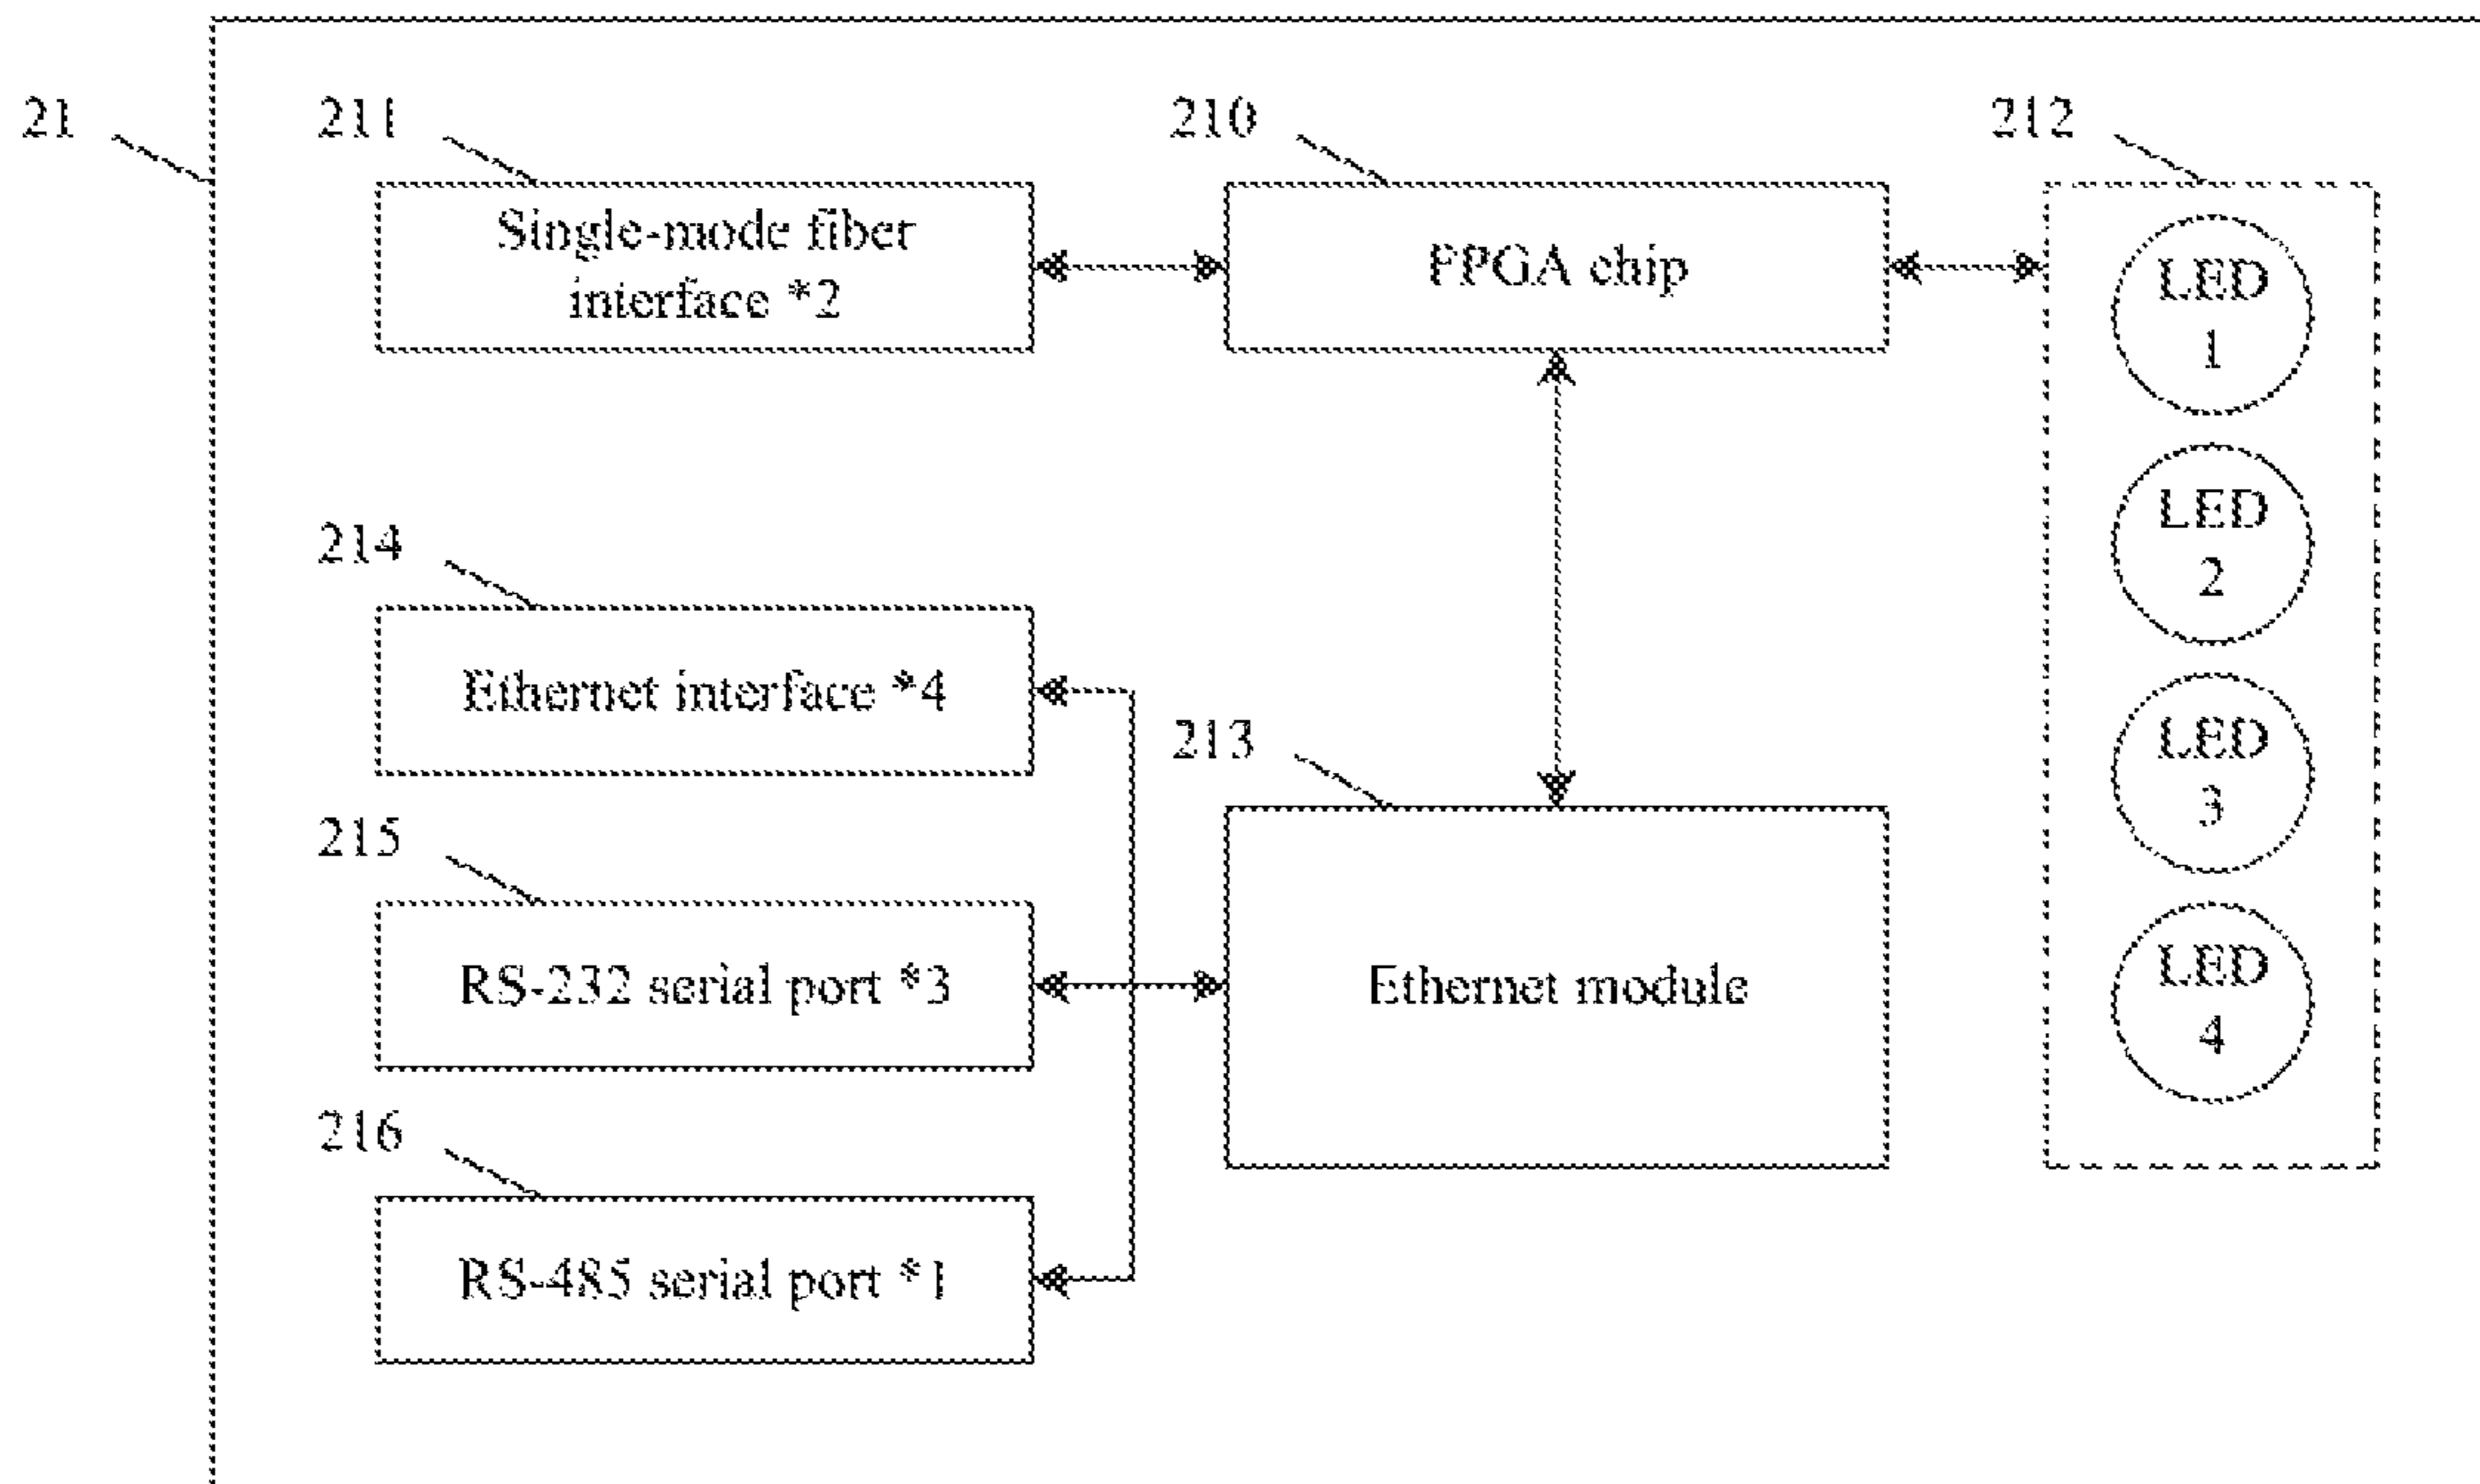 21
211
210
212
Single-mode fiber
interface *2
FPGA chip
LED
1
LED
2
214
Ethernet interface *4
213
LED
3
215
RS-232 serial port *3
Ethernet module
LED
4
216
RS-485 serial port *1